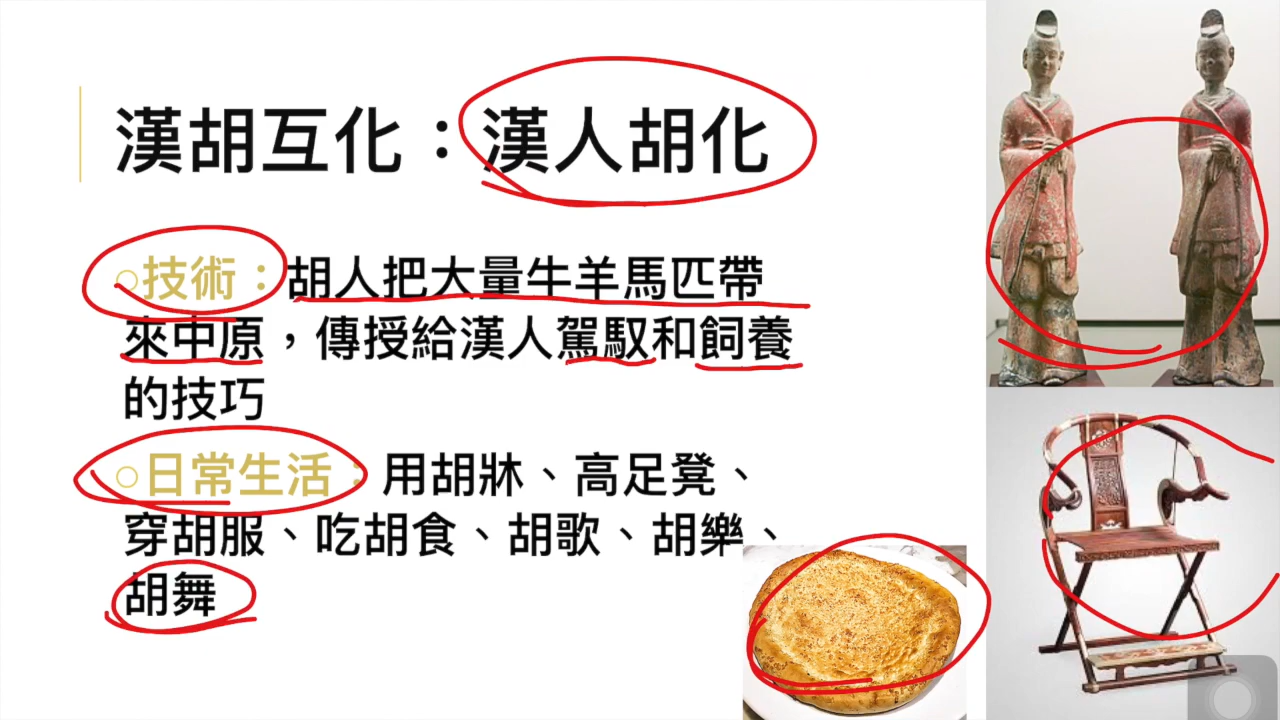 漢胡互化：漢人胡化
○技術：胡人把大量牛羊馬匹帶
來中原，傳授給漢人駕馭和飼養
的技巧
○日常生活：用胡牀、高足凳、
穿胡服、吃胡食、胡歌、胡樂、
胡舞